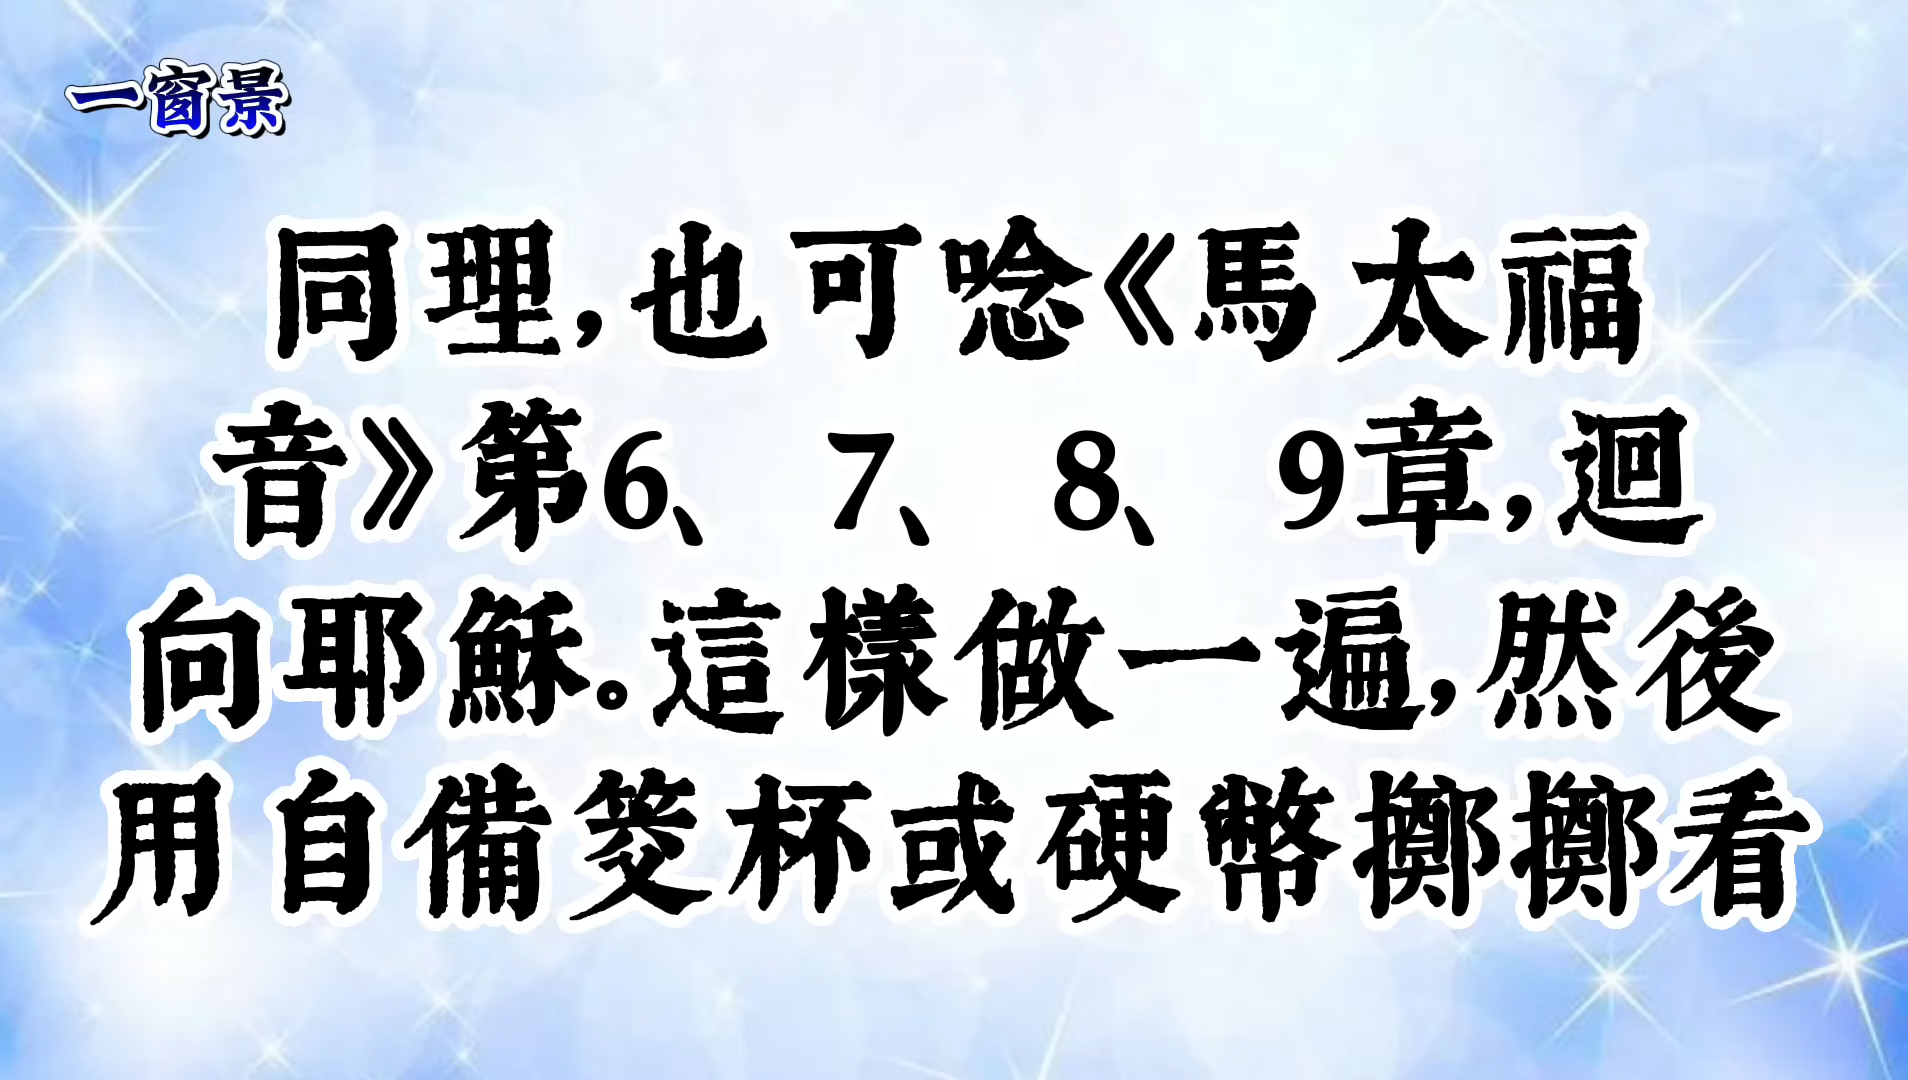 一窗景
同理,也可唸《馬太福
音》第6、7、8、9章,迴
向耶穌。這樣做一遍,然後
用自備筊杯或硬幣擲擲看